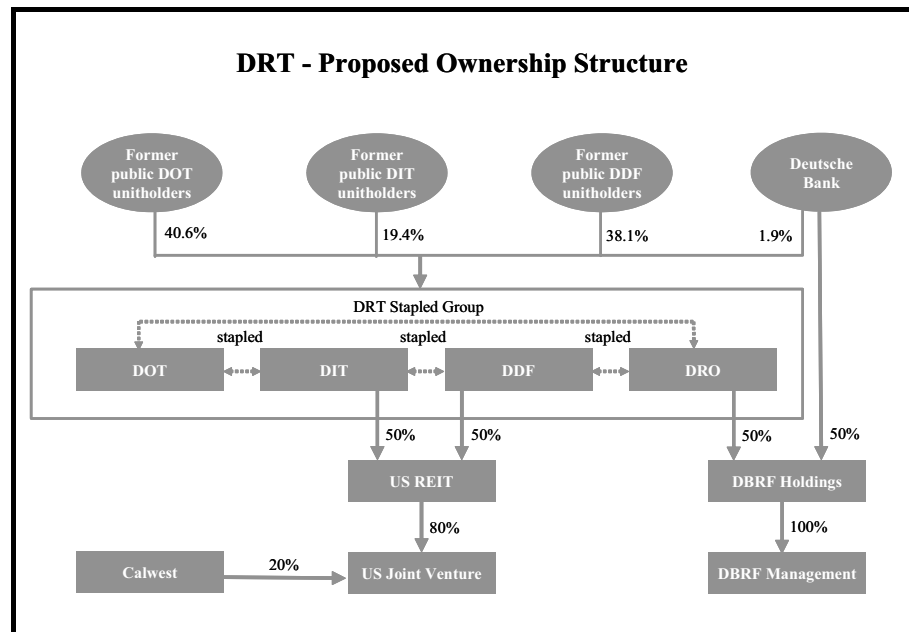 DRT - Proposed Ownership Structure
Former
public DOT
unitholders
Former
public DIT
unitholders
Former
public DDF
unitholders
Deutsche
Bank
40.6%
19.4%
38.1%
1.9%
DRT Stapled Group
stapled
stapled
stapled
DOT
DIT
DDF
DRO
50%
50%
50%
50%
US REIT
DBRF Holdings
80%
100%
Calwest
20%
US Joint Venture
DBRF Management